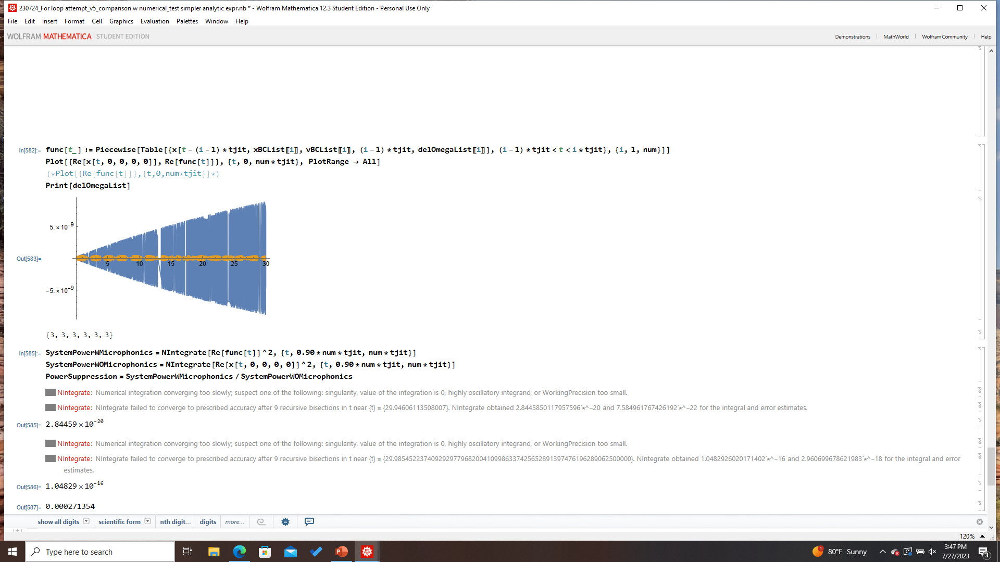 230724_For loop attempt_v5_comparison w numerical_test simpler analytic expr.nb * - Wolfram Mathematica 12.3 Student Edition - Personal Use Only
File Edit Insert Format Cell Graphics Evaluation Palettes Window Help
WOLFRAM MATHEMATICA STUDENT EDITION
Demonstrations MathWorld Wolfram Community Help
In[582]:= func[t_] := Piecewise[Table[{x[t - (i - 1) * tjit, xBCList[[i]], vBCList[[i]], (i - 1) * tjit, delOmegaList[[i]]], (i - 1) * tjit < t < i * tjit}, {i, 1, num}]]
Plot[{Re[x[t, 0, 0, 0, 0]], Re[func[t]]}, {t, 0, num * tjit}, PlotRange → All]
(*Plot[{Re[func[t]]},{t,0,num*tjit}]*)
Print[delOmegaList]
5. × 10^-9
Out[583]=
5 10 15 20 25 30
-5. × 10^-9
{3, 3, 3, 3, 3, 3}
In[585]:= SystemPowerWMicrophonics = NIntegrate[Re[func[t]] ^ 2, {t, 0.90 * num * tjit, num * tjit}]
SystemPowerWOMicrophonics = NIntegrate[Re[x[t, 0, 0, 0, 0]] ^ 2, {t, 0.90 * num * tjit, num * tjit}]
PowerSuppression = SystemPowerWMicrophonics / SystemPowerWOMicrophonics
NIntegrate: Numerical integration converging too slowly; suspect one of the following: singularity, value of the integration is 0, highly oscillatory integrand, or WorkingPrecision too small.
NIntegrate: NIntegrate failed to converge to prescribed accuracy after 9 recursive bisections in t near {t} = {29.94606113508007}. NIntegrate obtained 2.8445850117957596`*^-20 and 7.584961767426192`*^-22 for the integral and error estimates.
Out[585]= 2.84459 × 10^-20
NIntegrate: Numerical integration converging too slowly; suspect one of the following: singularity, value of the integration is 0, highly oscillatory integrand, or WorkingPrecision too small.
NIntegrate: NIntegrate failed to converge to prescribed accuracy after 9 recursive bisections in t near {t} = {29.985452237409292977968200410998633742565289139747619628906250000}. NIntegrate obtained 1.0482926020171402`*^-16 and 2.960699678621983`*^-18 for the integral and error
estimates.
Out[586]= 1.04829 × 10^-16
Out[587]= 0.000271354
show all digits scientific form nth digit... digits more...
120%
Type here to search
80°F Sunny
3:47 PM
7/27/2023